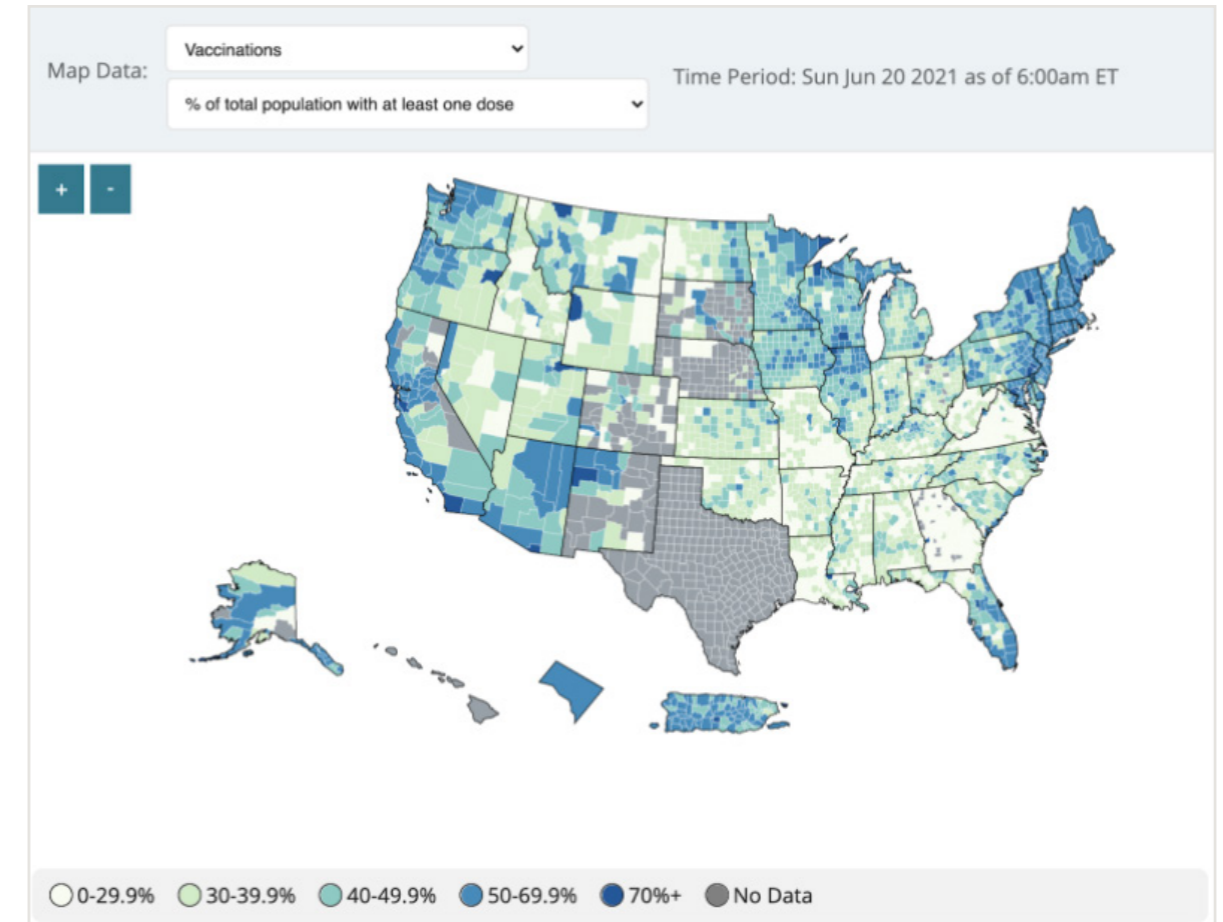 Map Data:
Vaccinations
% of total population with at least one dose
Time Period: Sun Jun 20 2021 as of 6:00am ET
+ -
0-29.9% 30-39.9% 40-49.9% 50-69.9% 70%+ No Data